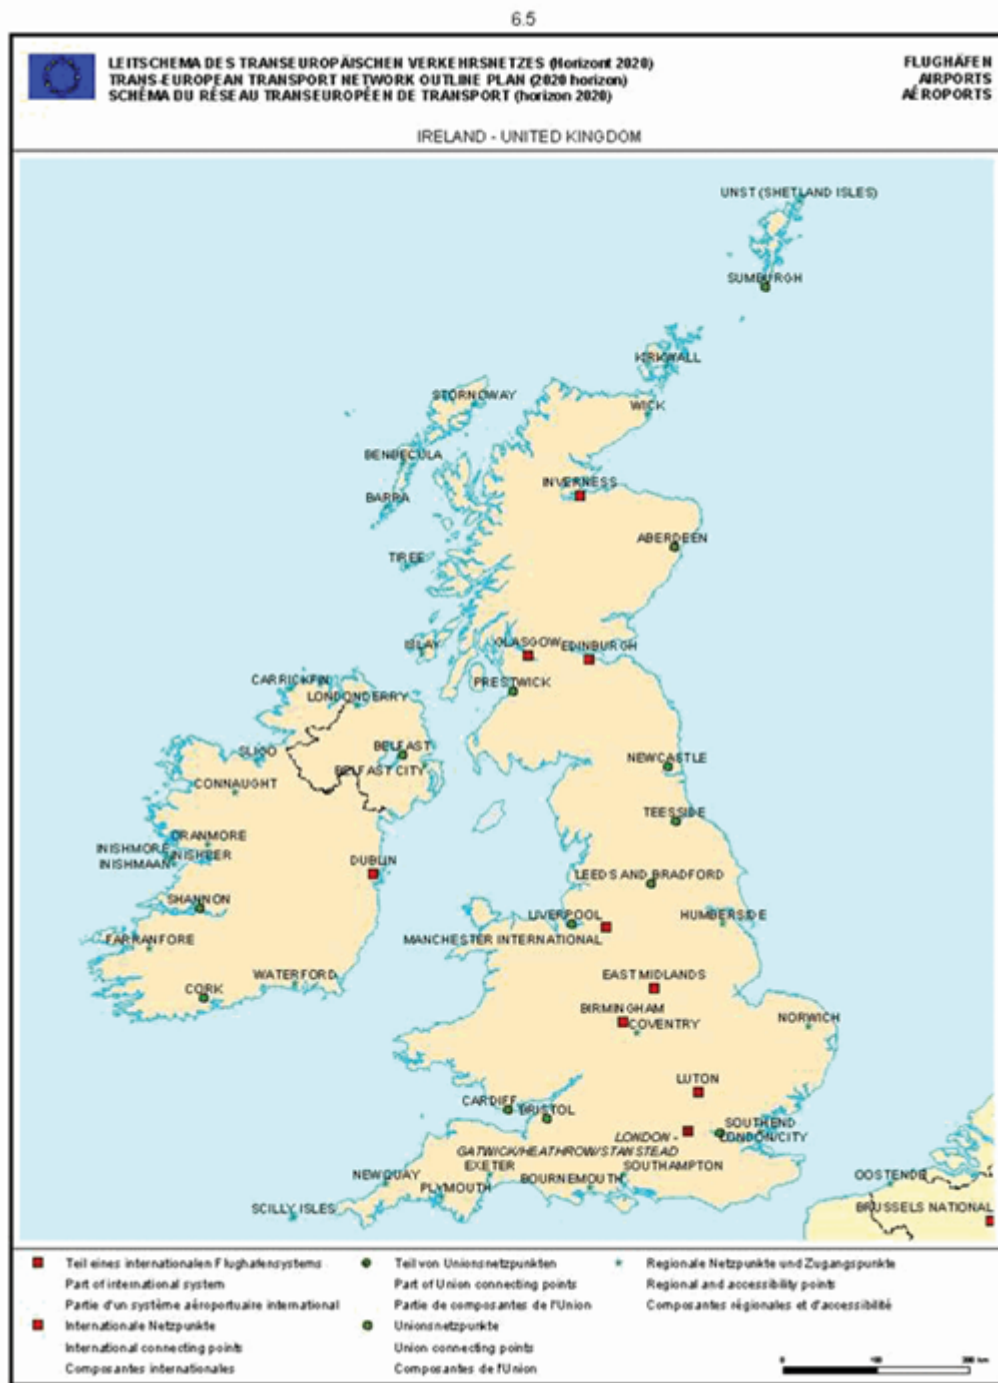 6.5
LEITSCHEMA DES TRANSEUROPÄISCHEN VERKEHRSNETZES (Horizont 2020)
TRANS-EUROPEAN TRANSPORT NETWORK OUTLINE PLAN (2020 horizon)
SCHÉMA DU RÉSEAU TRANSEUROPÉEN DE TRANSPORT (horizon 2020)
FLUGHÄFEN
AIRPORTS
AÉROPORTS
IRELAND - UNITED KINGDOM
UNST (SHETLAND ISLES)
SUMBURGH
KIRKWALL
STORNOWAY
WICK
BENBECULA
INVERNESS
BARRA
ABERDEEN
TIREE
ISLAY
GLASGOW
EDINBURGH
CARRICKFIN
PRESTWICK
LONDONDERRY
SLIGO
BELFAST
NEWCASTLE
BELFAST CITY
CONNAUGHT
TEESSIDE
ORANMORE
INISHMORE
INISHEER
INISHMAAN
DUBLIN
LEEDS AND BRADFORD
SHANNON
LIVERPOOL
HUMBERSIDE
FARRANFORE
MANCHESTER INTERNATIONAL
WATERFORD
EAST MIDLANDS
CORK
BIRMINGHAM
COVENTRY
NORWICH
LUTON
CARDIFF
BRISTOL
SOUTHEND
LONDON -
LONDON/CITY
GATWICK/HEATHROW/STANSTEAD
EXETER
SOUTHAMPTON
NEWQUAY
BOURNEMOUTH
PLYMOUTH
OOSTENDE
SCILLY ISLES
BRUSSELS NATIONAL
Teil eines internationalen Flughafensystems
Part of international system
Partie d'un système aéroportuaire international
Internationale Netzpunkte
International connecting points
Composantes internationales
Teil von Unionsnetzpunkten
Part of Union connecting points
Partie de composantes de l'Union
Unionsnetzpunkte
Union connecting points
Composantes de l'Union
Regionale Netzpunkte und Zugangspunkte
Regional and accessibility points
Composantes régionales et d'accessibilité
0 100 200 km